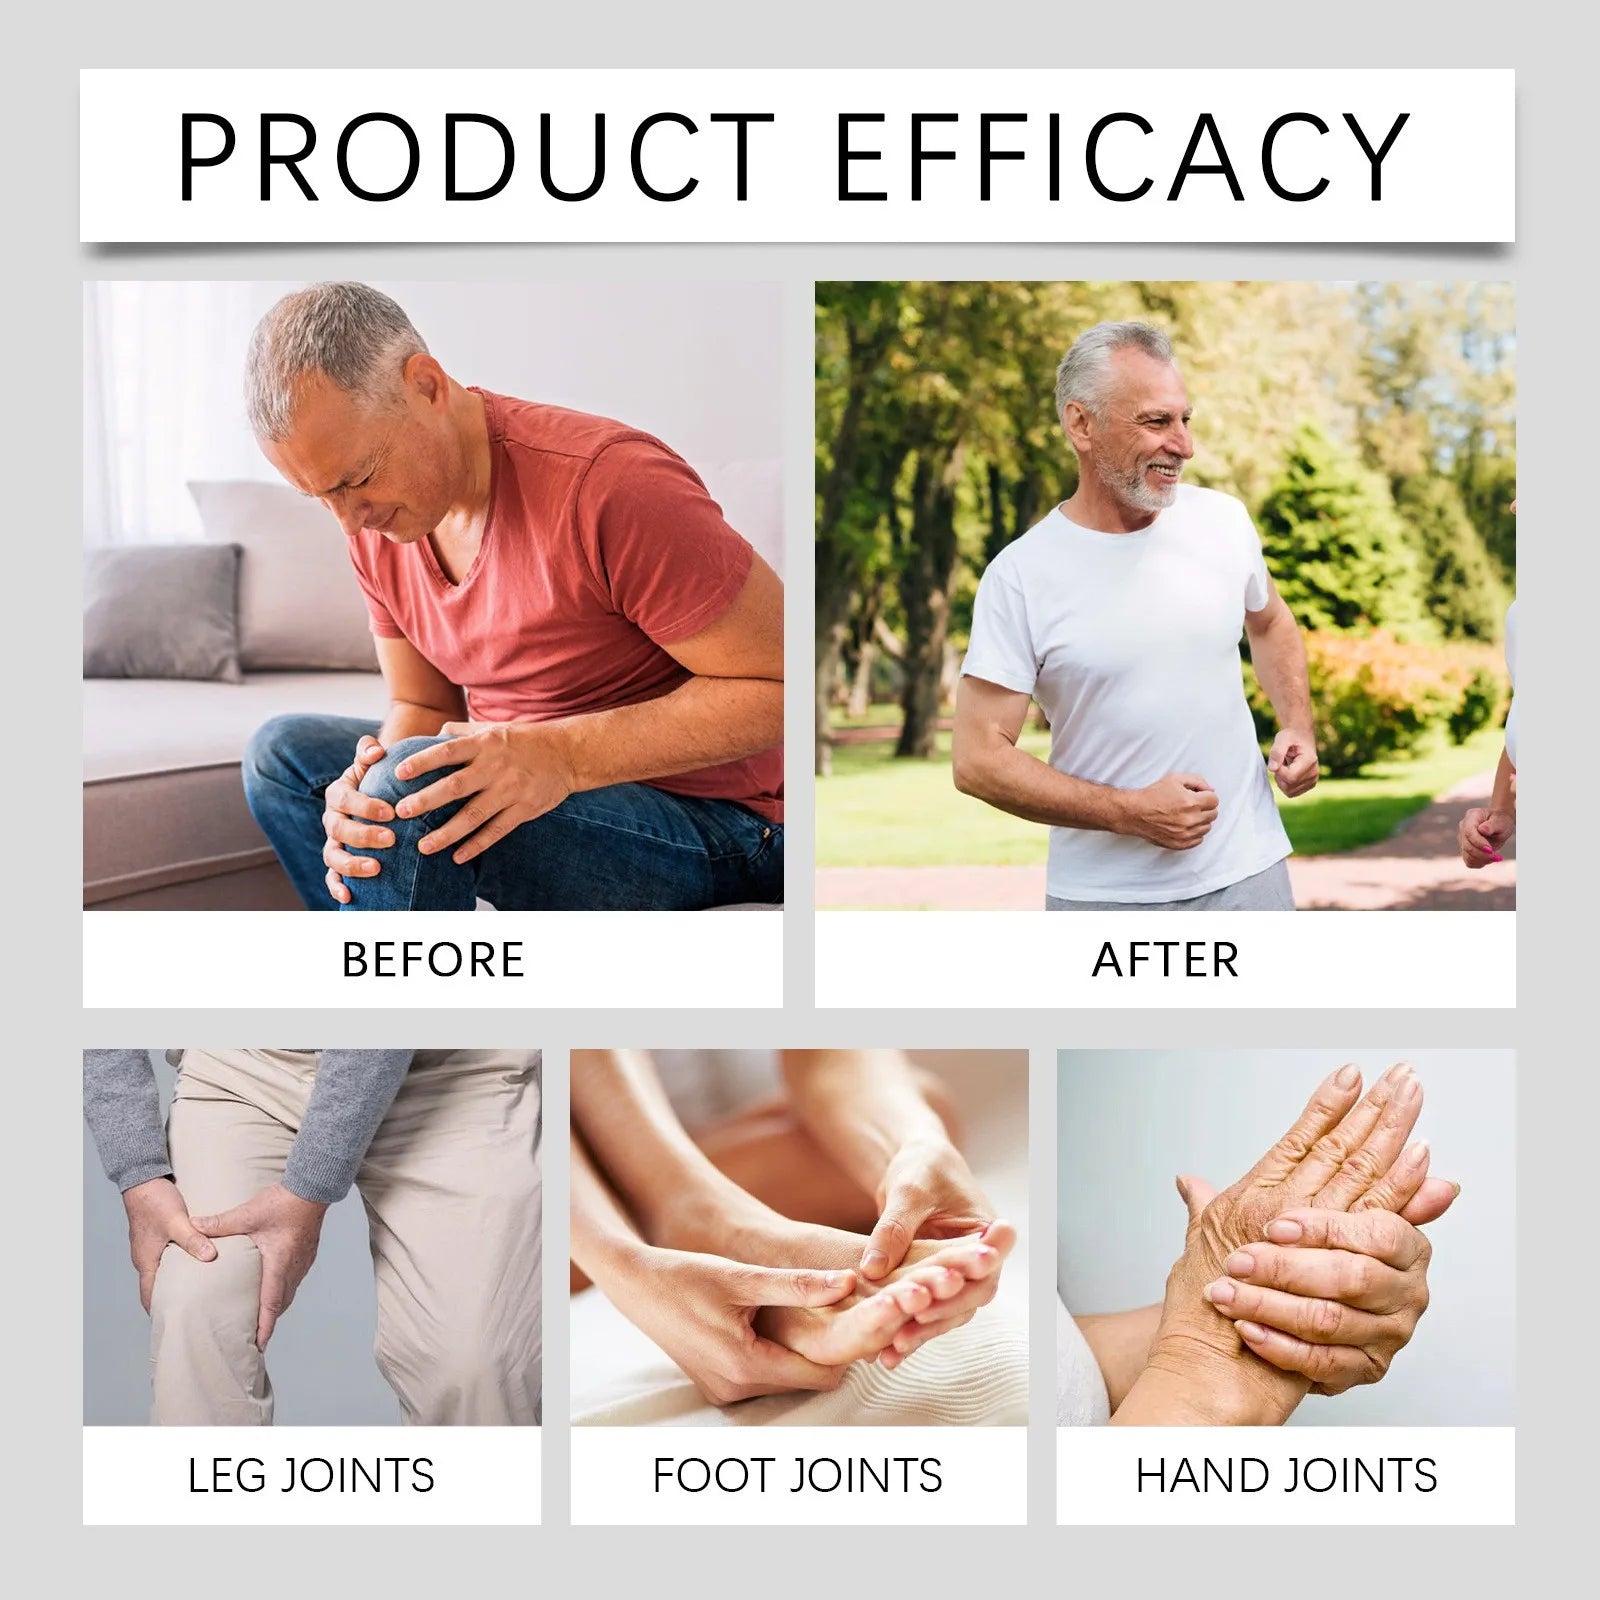 PRODUCT EFFICACY
BEFORE
AFTER
LEG JOINTS
FOOT JOINTS
HAND JOINTS